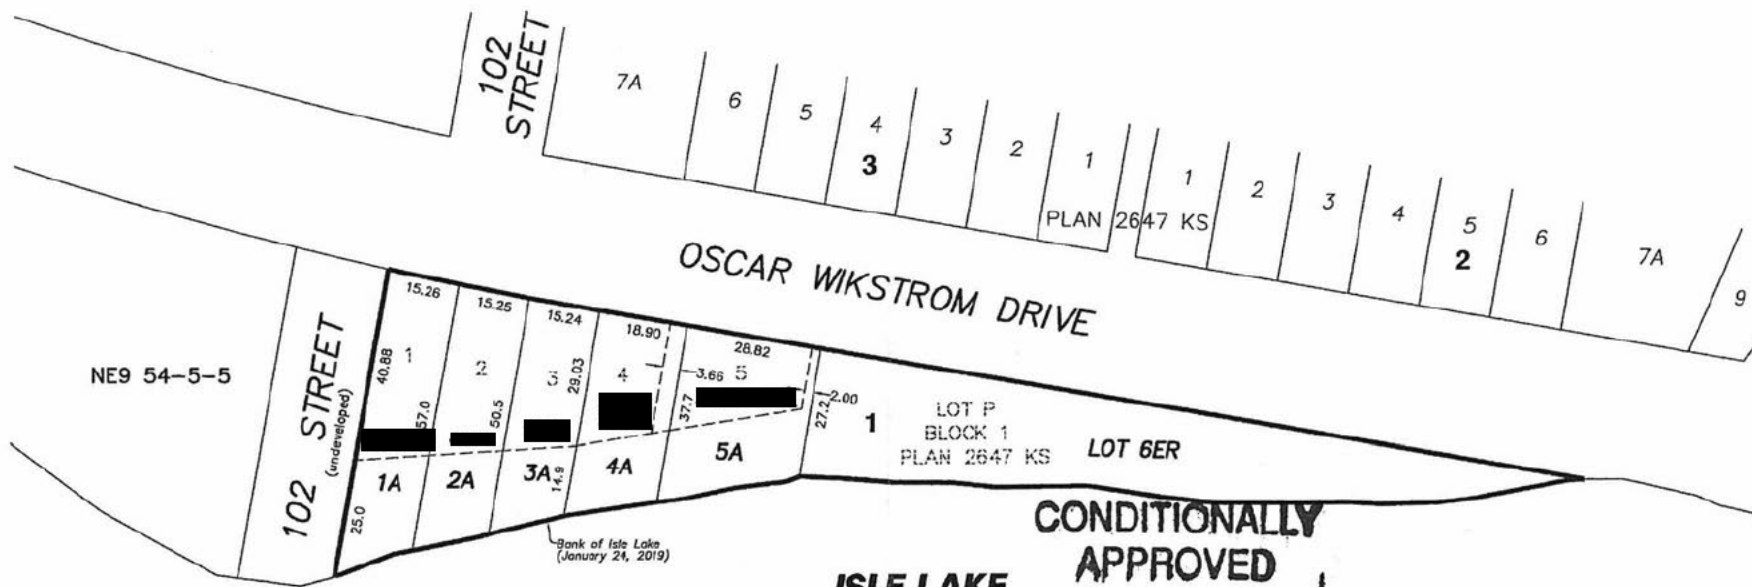 102
STREET
7A
6
5
4
3
3
2
1
PLAN 2647 KS
1
2
3
4
5
2
6
7A
9
OSCAR WIKSTROM DRIVE
NE9 54-5-5
102 STREET
(undeveloped)
15.26
15.25
15.24
18.90
28.82
40.88
1
57.0
2
50.5
3
29.03
4
37.7
3.66
5
27.2
2.00
25.0
1A
2A
3A
14.9
4A
5A
1
LOT P
BLOCK 1
PLAN 2647 KS
LOT 6ER
Bank of Isle Lake
(January 24, 2019)
CONDITIONALLY
APPROVED
ISLE LAKE